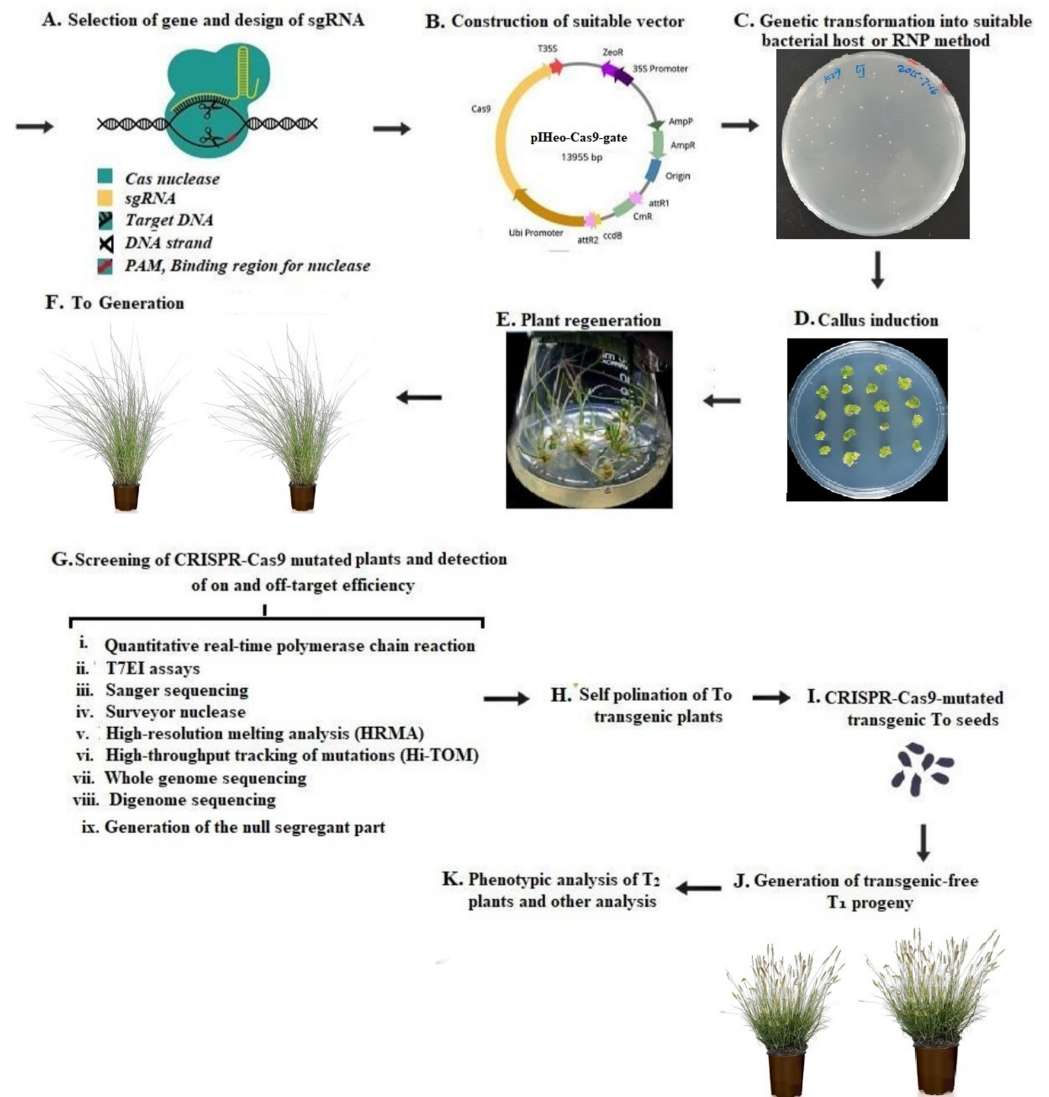 A. Selection of gene and design of sgRNA
Cas nuclease
sgRNA
Target DNA
DNA strand
PAM, Binding region for nuclease
B. Construction of suitable vector
T35S
ZeoR
35S Promoter
Cas9
AmpP
pIHeo-Cas9-gate
13955 bp
AmpR
Origin
attR1
CmR
ccdB
attR2
Ubi Promoter
C. Genetic transformation into suitable
bacterial host or RNP method
D. Callus induction
E. Plant regeneration
F. To Generation
G. Screening of CRISPR-Cas9 mutated plants and detection
of on and off-target efficiency
i. Quantitative real-time polymerase chain reaction
ii. T7EI assays
iii. Sanger sequencing
iv. Surveyor nuclease
v. High-resolution melting analysis (HRMA)
vi. High-throughput tracking of mutations (Hi-TOM)
vii. Whole genome sequencing
viii. Digenome sequencing
ix. Generation of the null segregant part
H. Self polination of To
transgenic plants
I. CRISPR-Cas9-mutated
transgenic To seeds
J. Generation of transgenic-free
T₁ progeny
K. Phenotypic analysis of T₂
plants and other analysis